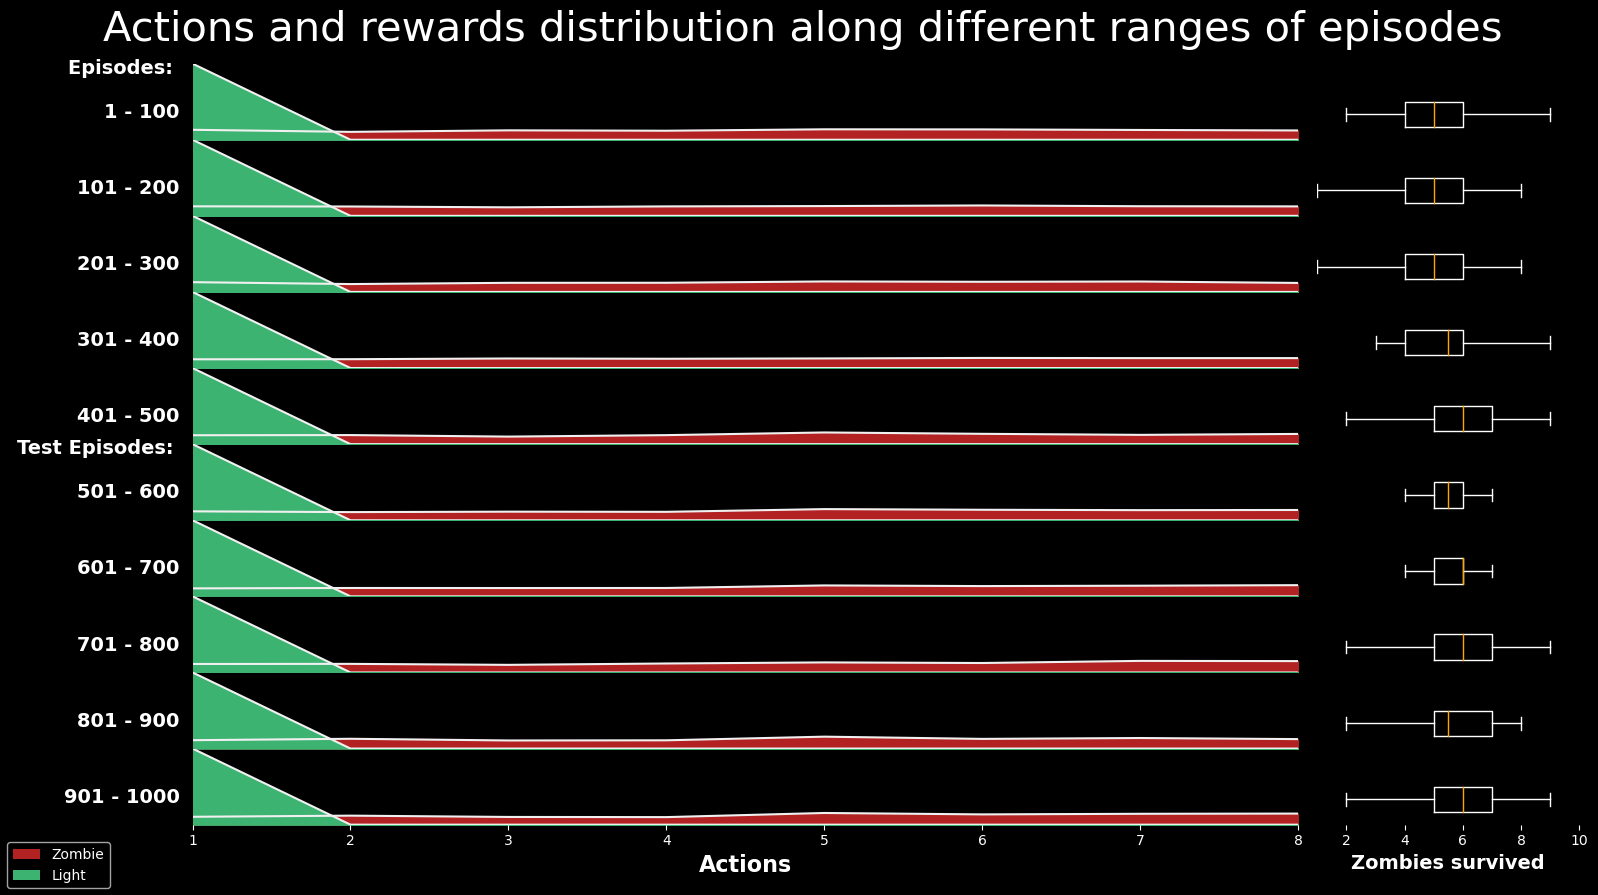 Actions and rewards distribution along different ranges of episodes
Episodes:
1 - 100
101 - 200
201 - 300
301 - 400
401 - 500
Test Episodes:
501 - 600
601 - 700
701 - 800
801 - 900
901 - 1000
1 2 3 4 5 6 7 8
2 4 6 8 10
Actions
Zombies survived
Zombie
Light